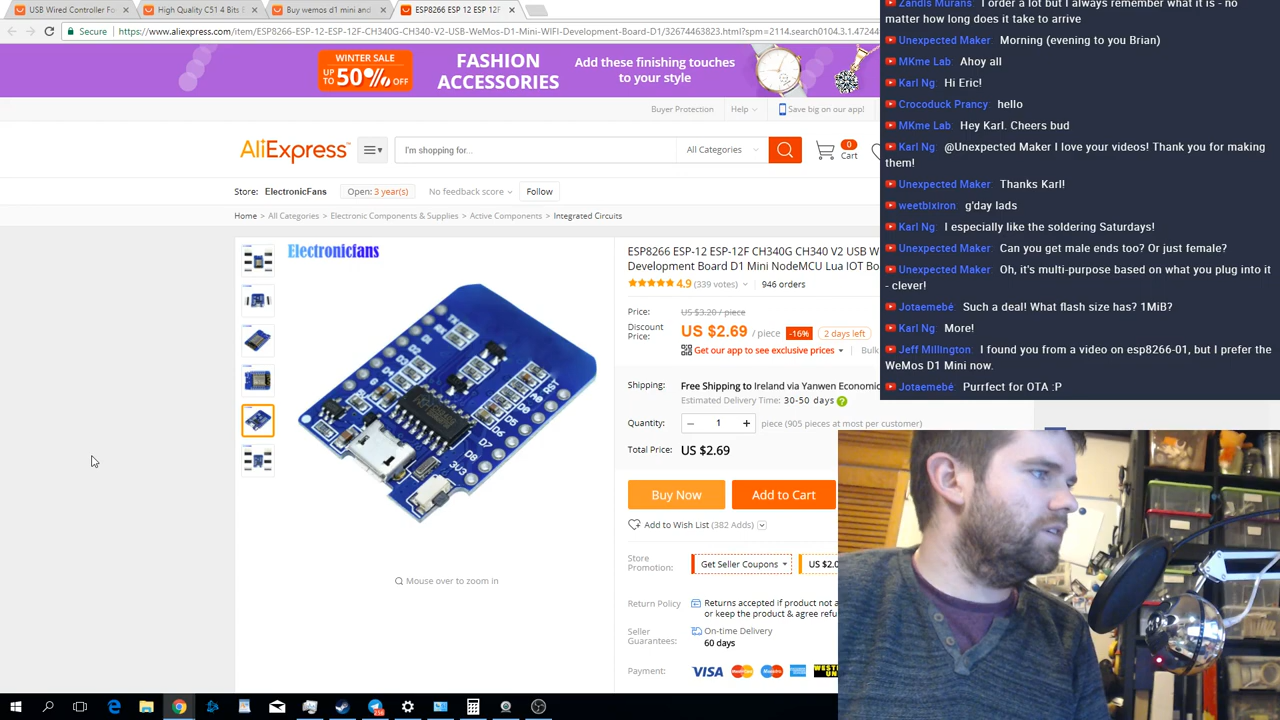 USB Wired Controller Fo
High Quality C51 4 Bits E
Buy wemos d1 mini and
ESP8266 ESP 12 ESP 12F
Secure
https://www.aliexpress.com/item/ESP8266-ESP-12-ESP-12F-CH340G-CH340-V2-USB-WeMos-D1-Mini-WIFI-Development-Board-D1/32674463823.html?spm=2114.search0104.3.1.47244
WINTER SALE
UP TO 50% OFF
FASHION
ACCESSORIES
Add these finishing touches
to your style
Buyer Protection
Help
Save big on our app!
AliExpress
I'm shopping for...
All Categories
0
Cart
Store: ElectronicFans
Open: 3 year(s)
No feedback score
Follow
Home > All Categories > Electronic Components & Supplies > Active Components > Integrated Circuits
Electronicfans
ESP8266 ESP-12 ESP-12F CH340G CH340 V2 USB W
Development Board D1 Mini NodeMCU Lua IOT Bo
4.9 (339 votes) 946 orders
Price: US $3.20 / piece
Discount
Price: US $2.69 / piece -16% 2 days left
Get our app to see exclusive prices Bulk
Shipping: Free Shipping to Ireland via Yanwen Economic
Estimated Delivery Time: 30-50 days
Quantity: 1 piece (905 pieces at most per customer)
Total Price: US $2.69
Buy Now
Add to Cart
Add to Wish List (382 Adds)
Store
Promotion: Get Seller Coupons US $2.0
Return Policy Returns accepted if product not a
or keep the product & agree refu
Seller
Guarantees: On-time Delivery
60 days
Payment: VISA
Mouse over to zoom in
RST
D5
D6
D7
D8
3V3
Zandis Murans I order a lot but I always remember what it is - no
matter how long does it take to arrive
Unexpected Maker Morning (evening to you Brian)
MKme Lab Ahoy all
Karl Ng Hi Eric!
Crocoduck Prancy hello
MKme Lab Hey Karl. Cheers bud
Karl Ng @Unexpected Maker I love your videos! Thank you for making
them!
Unexpected Maker Thanks Karl!
weetbixiron g'day lads
Karl Ng I especially like the soldering Saturdays!
Unexpected Maker Can you get male ends too? Or just female?
Unexpected Maker Oh, it's multi-purpose based on what you plug into it
- clever!
Jotaemebé Such a deal! What flash size has? 1MiB?
Karl Ng More!
Jeff Millington I found you from a video on esp8266-01, but I prefer the
WeMos D1 Mini now.
Jotaemebé Purrfect for OTA :P